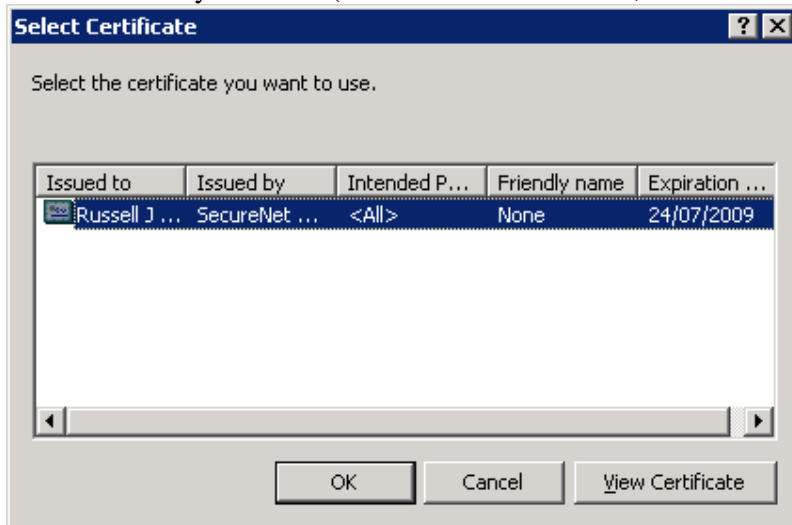 Select Certificate
Select the certificate you want to use.
Issued to Issued by Intended P... Friendly name Expiration ...
Russell J ... SecureNet ... <All> None 24/07/2009
OK Cancel View Certificate